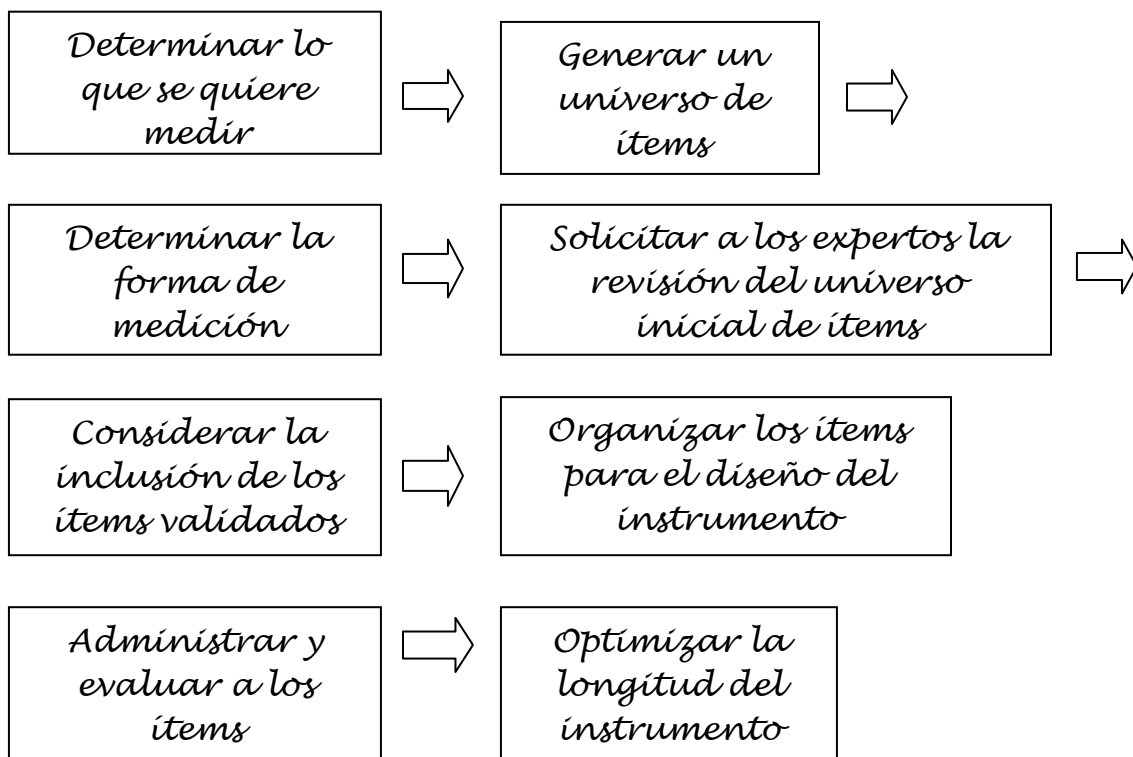 Determinar lo
que se quiere
medir
Generar un
universo de
ítems
Determinar la
forma de
medición
Solicitar a los expertos la
revisión del universo
inicial de ítems
Considerar la
inclusión de los
ítems validados
Organizar los ítems
para el diseño del
instrumento
Administrar y
evaluar a los
ítems
Optimizar la
longitud del
instrumento